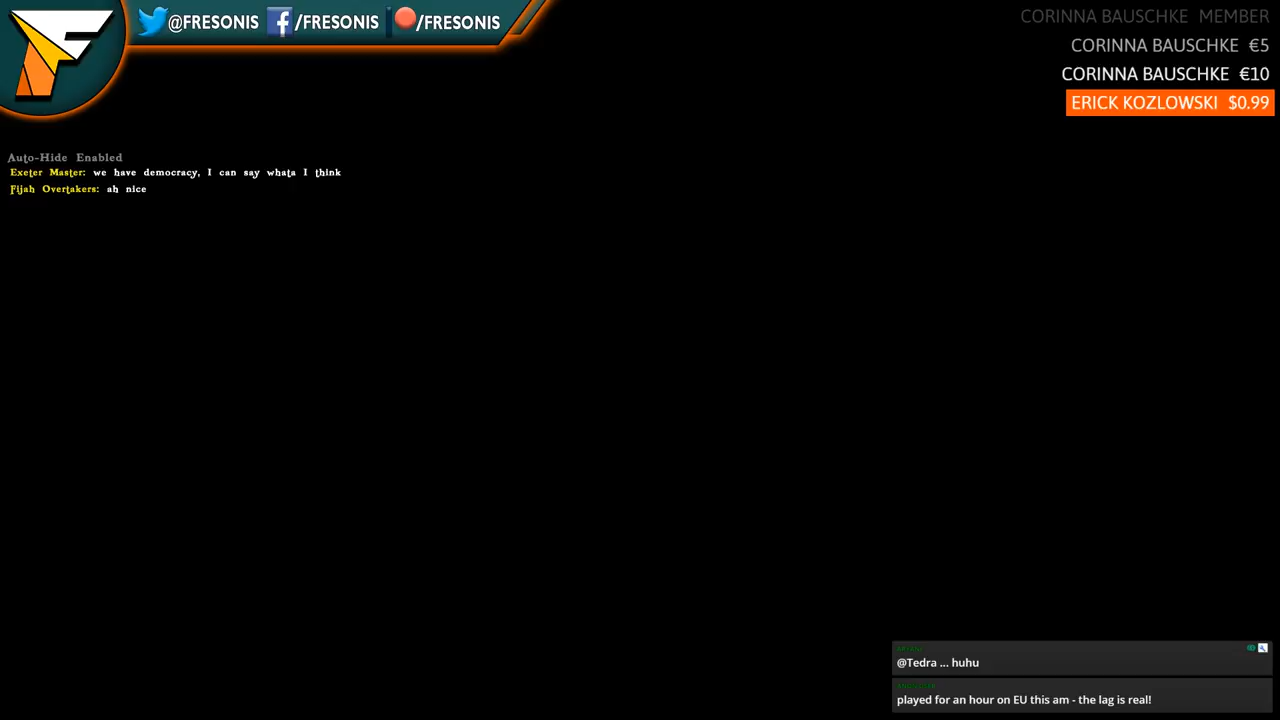 @FRESONIS /FRESONIS /FRESONIS
CORINNA BAUSCHKE MEMBER
CORINNA BAUSCHKE €5
CORINNA BAUSCHKE €10
ERICK KOZLOWSKI $0.99
Auto-Hide Enabled
Exeter Master: we have democracy, I can say whata I think
Fijah Overtakers: ah nice
@Tedra ... huhu
played for an hour on EU this am - the lag is real!